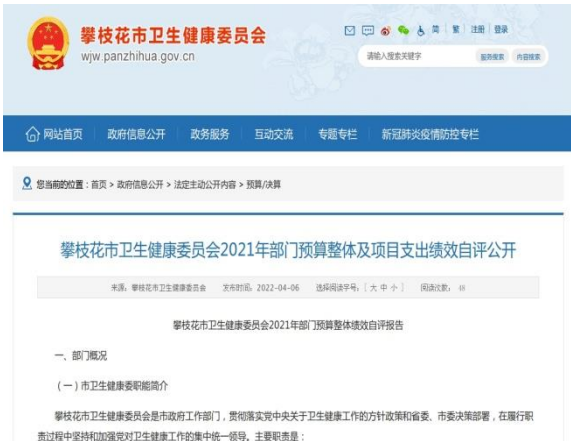 攀枝花市卫生健康委员会
wjw.panzhihua.gov.cn
简 | 繁 | 注册 | 登录
请输入搜索关键字 服务搜索 内容搜索
网站首页 政府信息公开 政务服务 互动交流 专题专栏 新冠肺炎疫情防控专栏
您当前的位置：首页 > 政府信息公开 > 法定主动公开内容 > 预算/决算
攀枝花市卫生健康委员会2021年部门预算整体及项目支出绩效自评公开
来源：攀枝花市卫生健康委员会 发布时间：2022-04-06 选择阅读字号：[ 大 中 小 ] 阅读次数：
攀枝花市卫生健康委员会2021年部门预算整体绩效自评报告
一、部门概况
（一）市卫生健康委职能简介
攀枝花市卫生健康委员会是市政府工作部门，贯彻落实党中央关于卫生健康工作的方针政策和省委、市委决策部署，在履行职
责过程中坚持和加强党对卫生健康工作的集中统一领导。主要职责是：